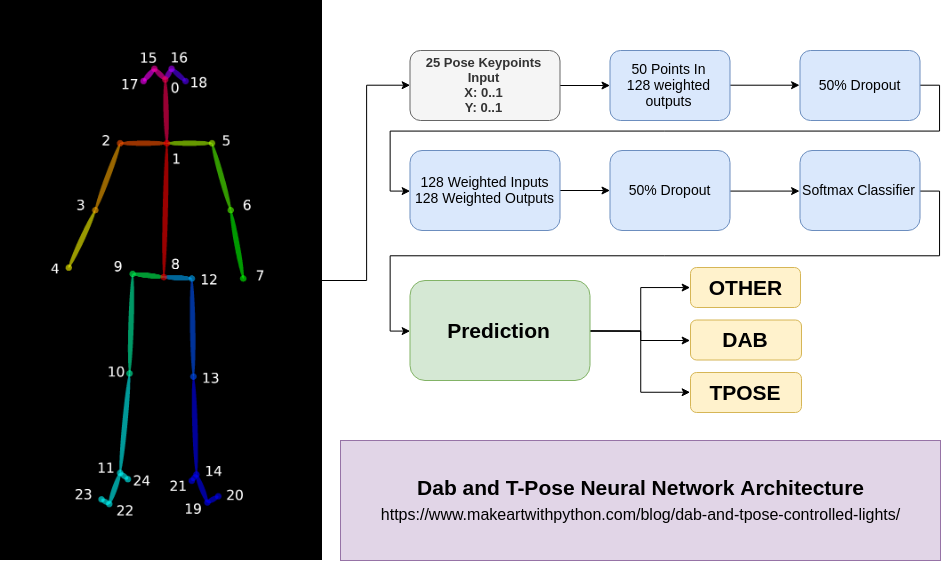 15 16
17 0 18
2 5
1
3 6
4
9 8 12 7
10 13
11 24 14
23 22 21 19 20
25 Pose Keypoints
Input
X: 0..1
Y: 0..1
50 Points In
128 weighted
outputs
50% Dropout
128 Weighted Inputs
128 Weighted Outputs
50% Dropout
Softmax Classifier
Prediction
OTHER
DAB
TPOSE
Dab and T-Pose Neural Network Architecture
https://www.makeartwithpython.com/blog/dab-and-tpose-controlled-lights/